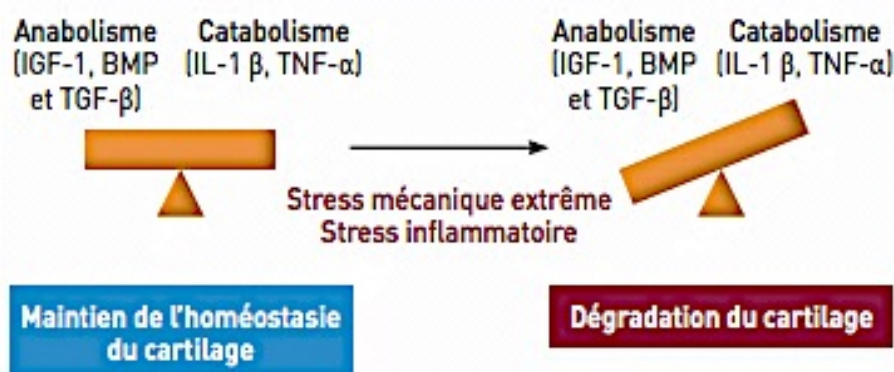 Anabolisme
(IGF-1, BMP
et TGF-β)
Catabolisme
(IL-1 β, TNF-α)
Stress mécanique extrême
Stress inflammatoire
Anabolisme
(IGF-1, BMP
et TGF-β)
Catabolisme
(IL-1 β, TNF-α)
Maintien de l'homéostasie
du cartilage
Dégradation du cartilage